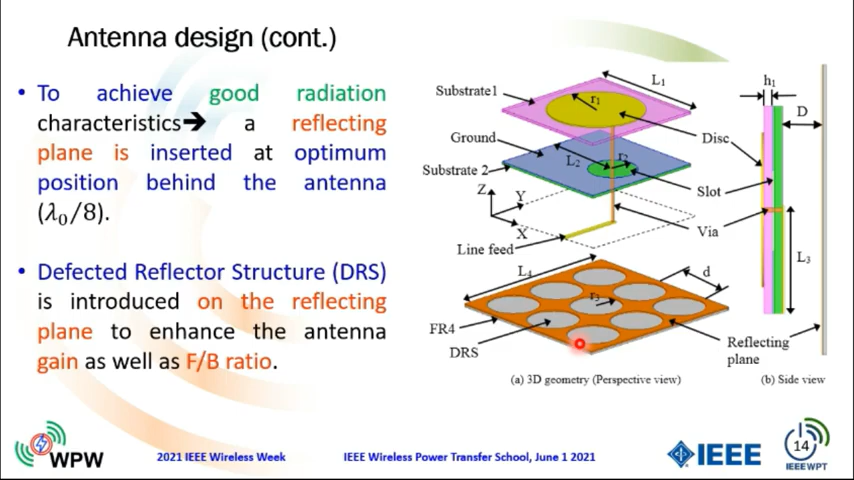 Antenna design (cont.)
• To achieve good radiation
characteristics➔ a reflecting
plane is inserted at optimum
position behind the antenna
(λ₀/8).
• Defected Reflector Structure (DRS)
is introduced on the reflecting
plane to enhance the antenna
gain as well as F/B ratio.
Substrate1
L₁
r₁
Disc
Ground
L₂
r₂
Substrate 2
Slot
Z
Y
X
Via
Line feed
L₄
d
r₃
FR4
DRS
Reflecting
plane
(a) 3D geometry (Perspective view)
h₁
D
L₃
(b) Side view
WPW
2021 IEEE Wireless Week
IEEE Wireless Power Transfer School, June 1 2021
IEEE
14
IEEE WPT